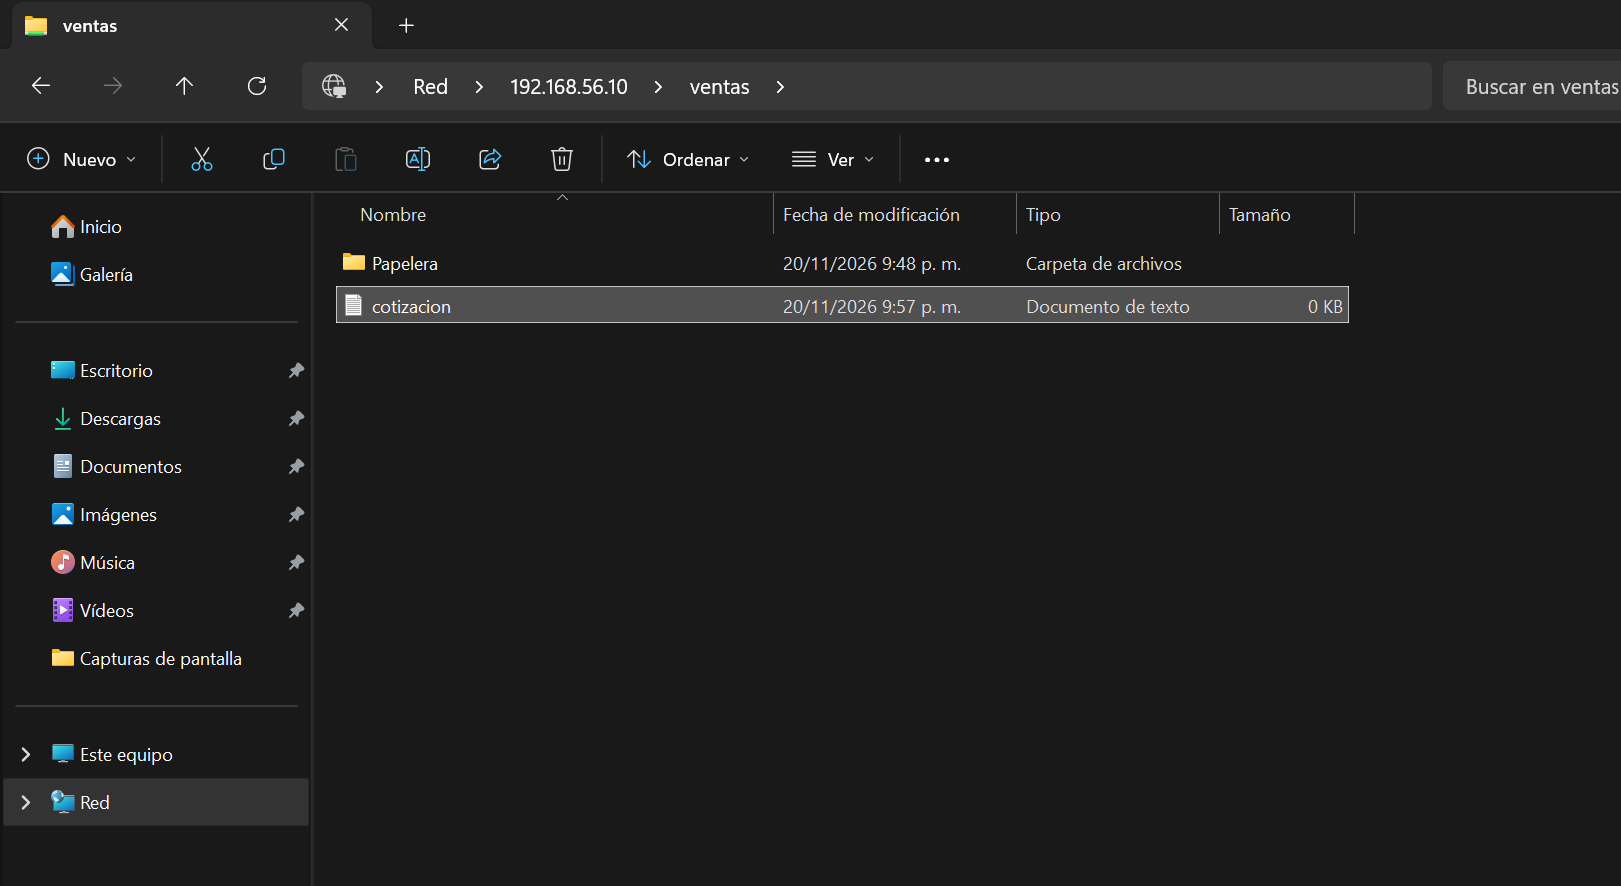 ventas
Red
192.168.56.10
ventas
Buscar en ventas
Nuevo
Ordenar
Ver
Inicio
Galería
Escritorio
Descargas
Documentos
Imágenes
Música
Vídeos
Capturas de pantalla
Este equipo
Red
Nombre Fecha de modificación Tipo Tamaño
Papelera 20/11/2026 9:48 p. m. Carpeta de archivos
cotizacion 20/11/2026 9:57 p. m. Documento de texto 0 KB